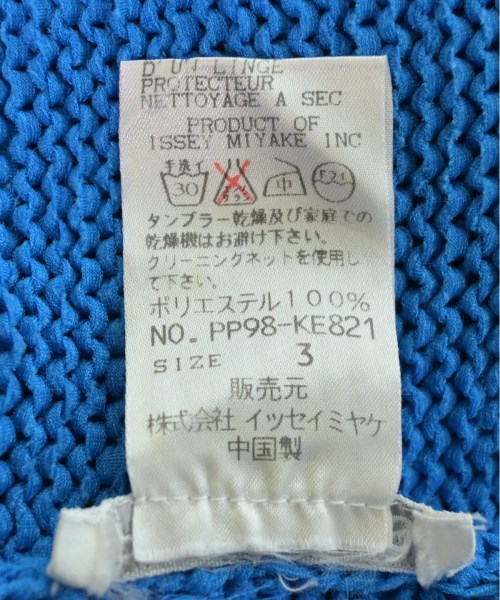 D'UN LINGE
PROTECTEUR
NETTOYAGE A SEC
PRODUCT OF
ISSEY MIYAKE INC
手洗イ
30
中
タンブラー乾燥及び家庭での
乾燥機はお避け下さい。
クリーニングネットを使用し
て下さい。
ポリエステル100%
NO. PP98-KE821
SIZE 3
販売元
株式会社 イッセイミヤケ
中国製